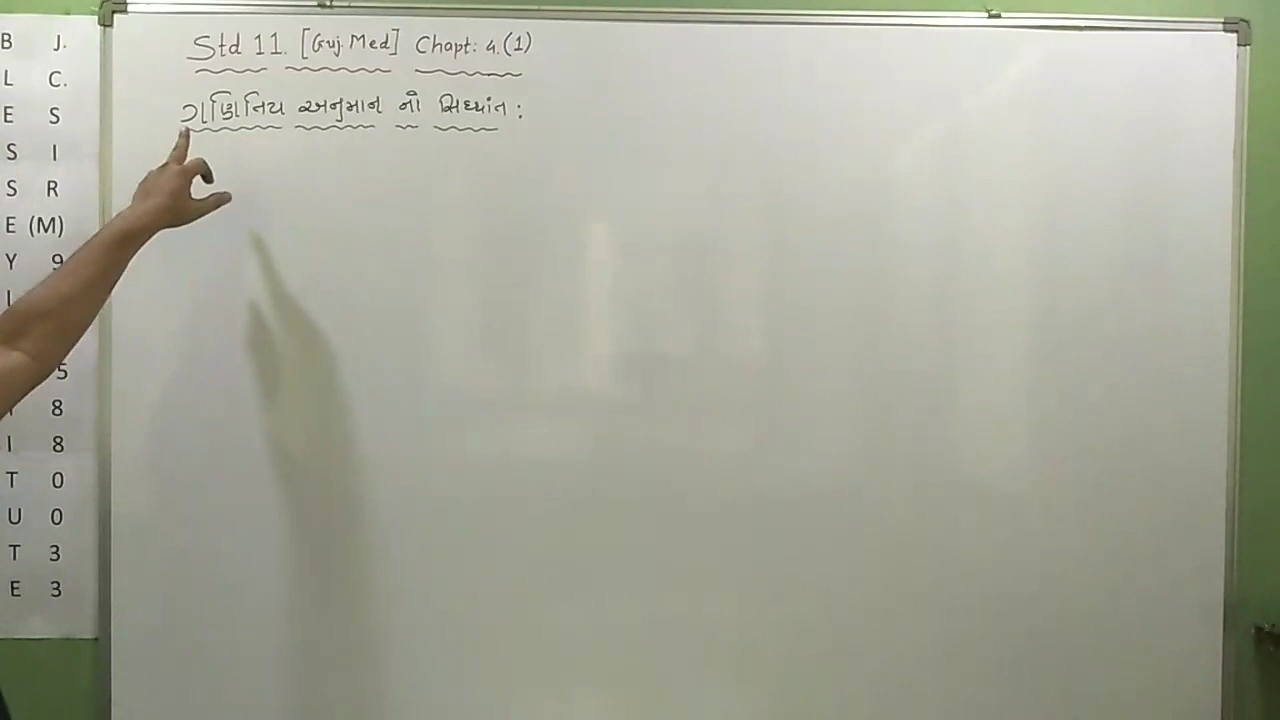 Std 11. [Guj. Med] Chapt: 4.(1)
ગાણિતિય અનુમાન નો સિધ્ધાંત :
B J.
L C.
E S
S I
S R
E (M)
Y 9
I
5
8
I 8
T 0
U 0
T 3
E 3